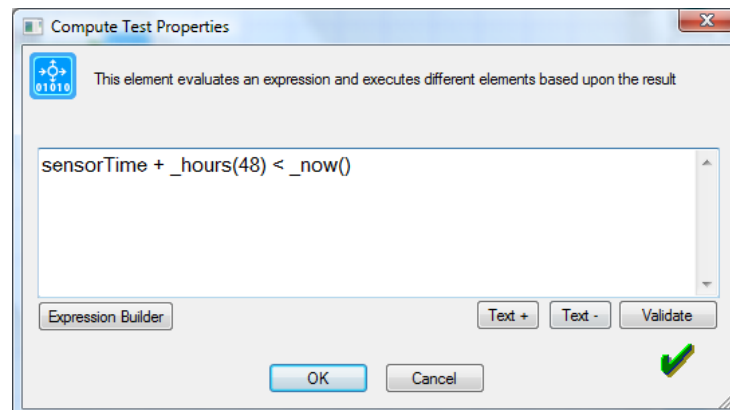 Compute Test Properties
x
01010
This element evaluates an expression and executes different elements based upon the result
sensorTime + _hours(48) < _now()
Expression Builder
Text +
Text -
Validate
OK
Cancel